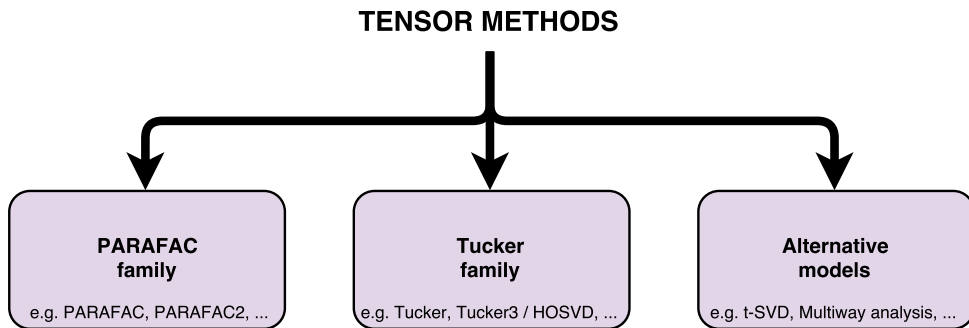 TENSOR METHODS
PARAFAC
family
e.g. PARAFAC, PARAFAC2, ...
Tucker
family
e.g. Tucker, Tucker3 / HOSVD, ...
Alternative
models
e.g. t-SVD, Multiway analysis, ...